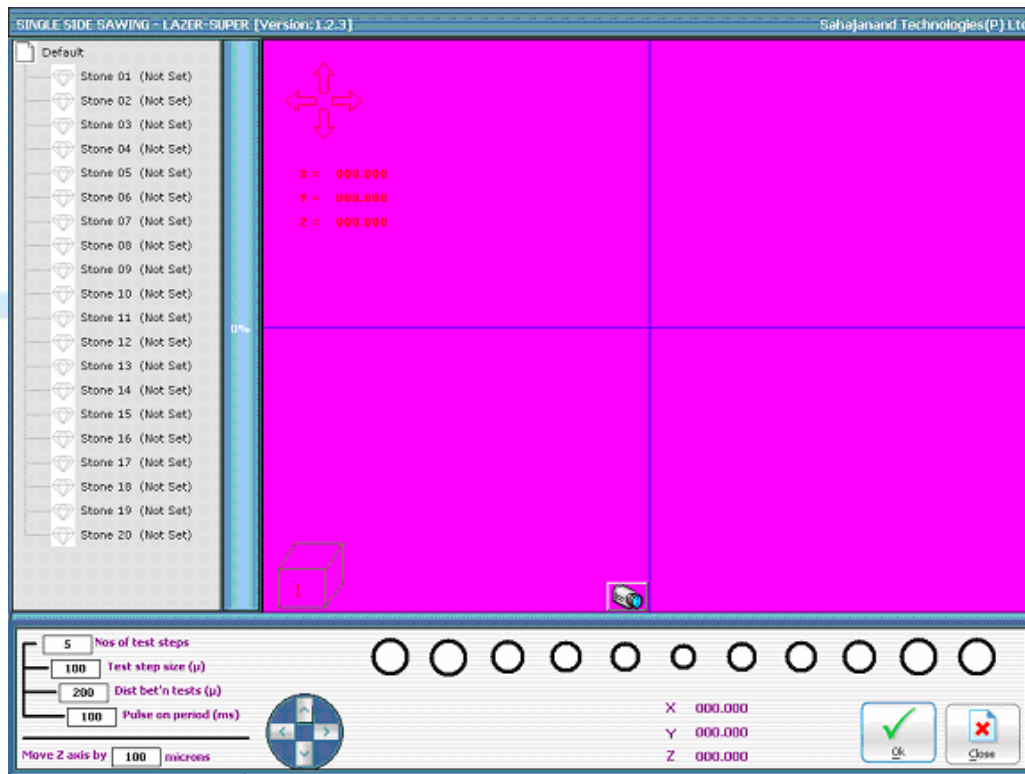 SINGLE SIDE SAWING - LAZER-SUPER [Version:1.2.3]
Sahajanand Technologies(P) Ltd
Default
Stone 01 (Not Set)
Stone 02 (Not Set)
Stone 03 (Not Set)
Stone 04 (Not Set)
Stone 05 (Not Set)
Stone 06 (Not Set)
Stone 07 (Not Set)
Stone 08 (Not Set)
Stone 09 (Not Set)
Stone 10 (Not Set)
Stone 11 (Not Set)
Stone 12 (Not Set)
Stone 13 (Not Set)
Stone 14 (Not Set)
Stone 15 (Not Set)
Stone 16 (Not Set)
Stone 17 (Not Set)
Stone 18 (Not Set)
Stone 19 (Not Set)
Stone 20 (Not Set)
0%
X = 000.000
Y = 000.000
Z = 000.000
1
5 Nos of test steps
100 Test step size (μ)
200 Dist bet'n tests (μ)
100 Pulse on period (ms)
Move Z axis by 100 microns
X 000.000
Y 000.000
Z 000.000
Ok
Close